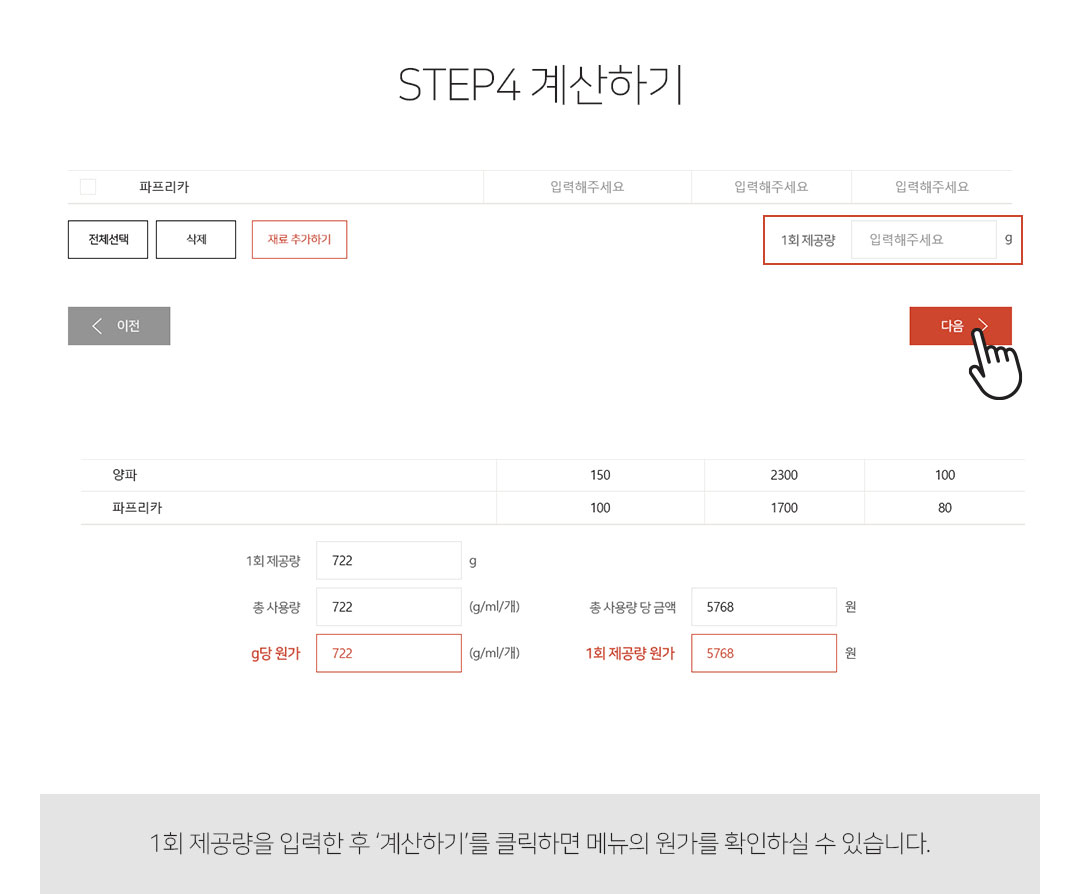 STEP4 계산하기
파프리카 입력해주세요 입력해주세요 입력해주세요
전체선택 삭제 재료 추가하기 1회 제공량 입력해주세요 g
이전 다음
양파 150 2300 100
파프리카 100 1700 80
1회 제공량 722 g
총 사용량 722 (g/ml/개) 총 사용량 당 금액 5768 원
g당 원가 722 (g/ml/개) 1회 제공량 원가 5768 원
1회 제공량을 입력한 후 ‘계산하기’를 클릭하면 메뉴의 원가를 확인하실 수 있습니다.